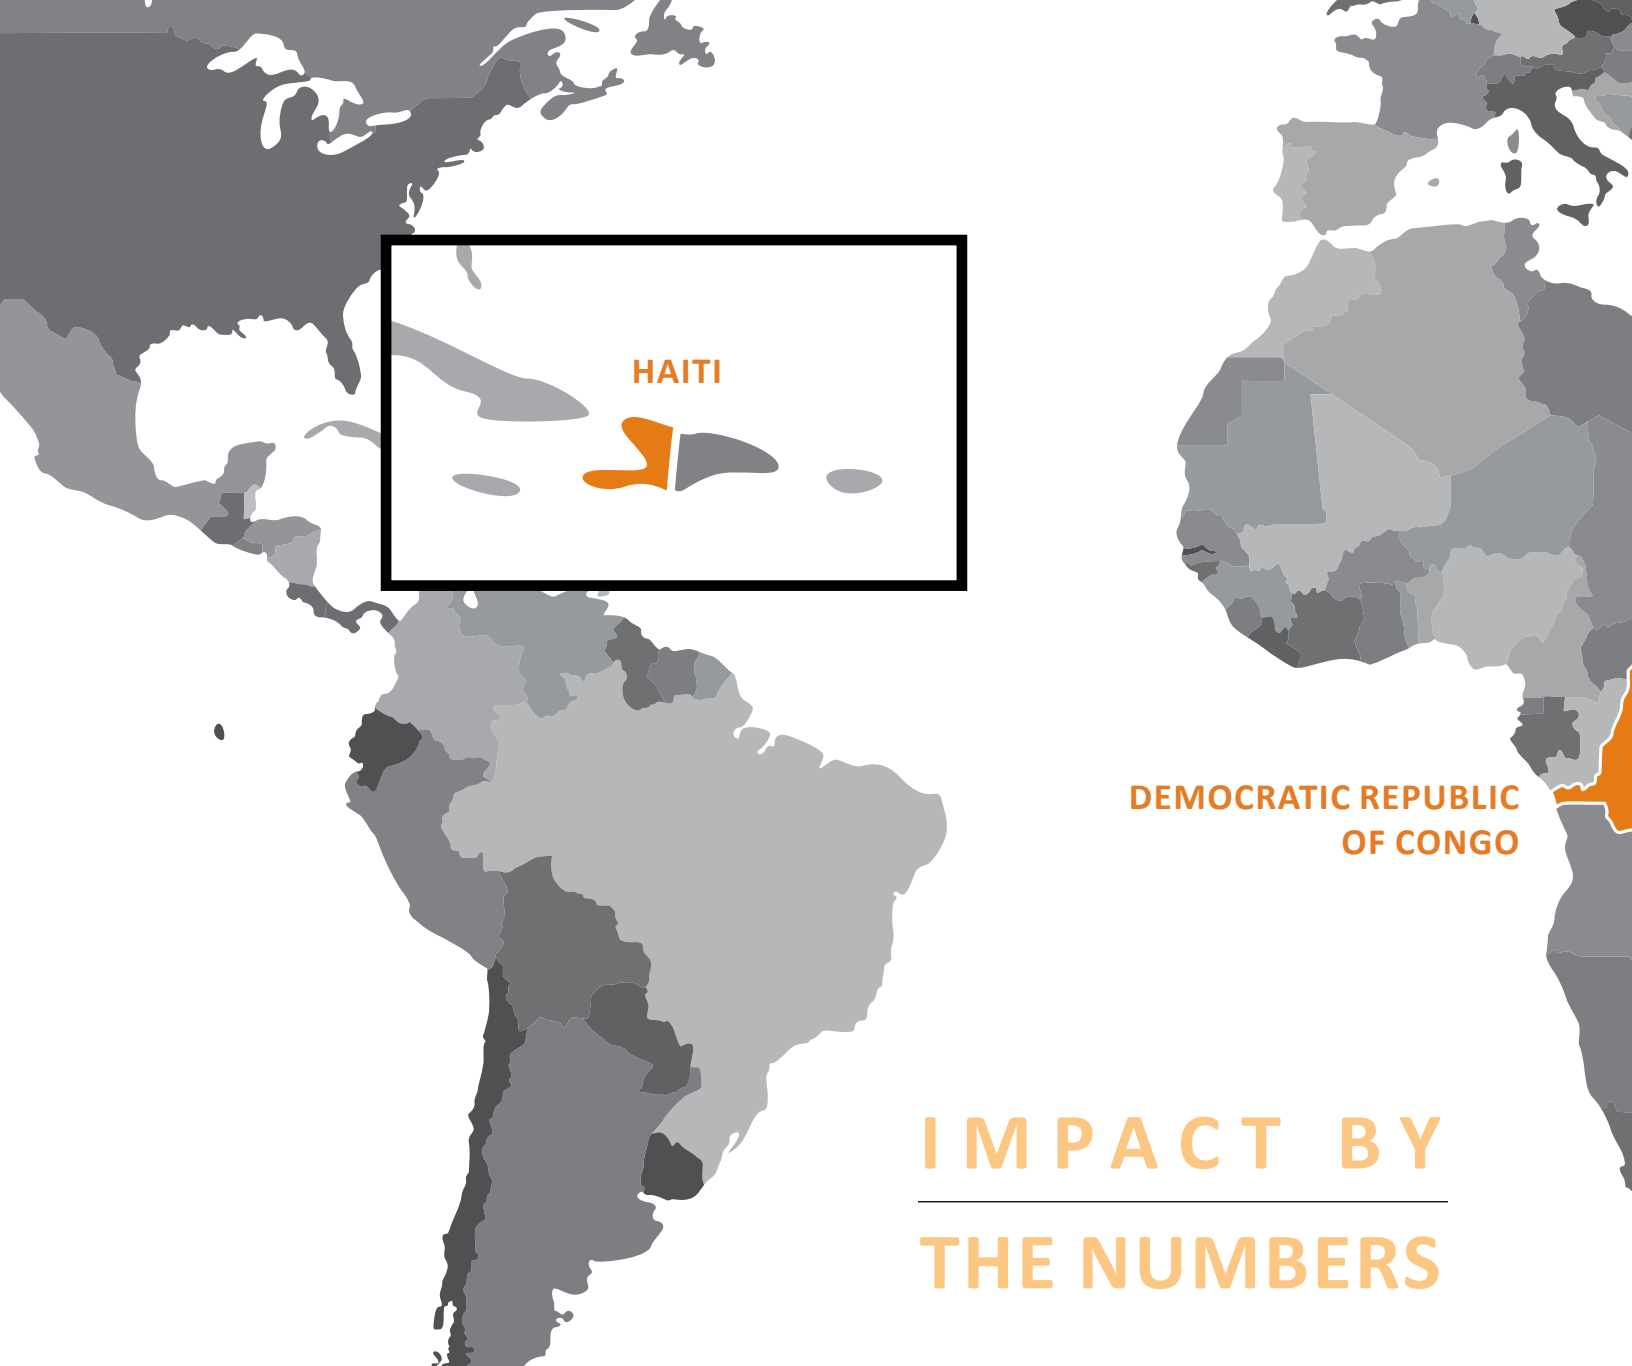 HAITI
DEMOCRATIC REPUBLIC
OF CONGO
IMPACT BY
THE NUMBERS